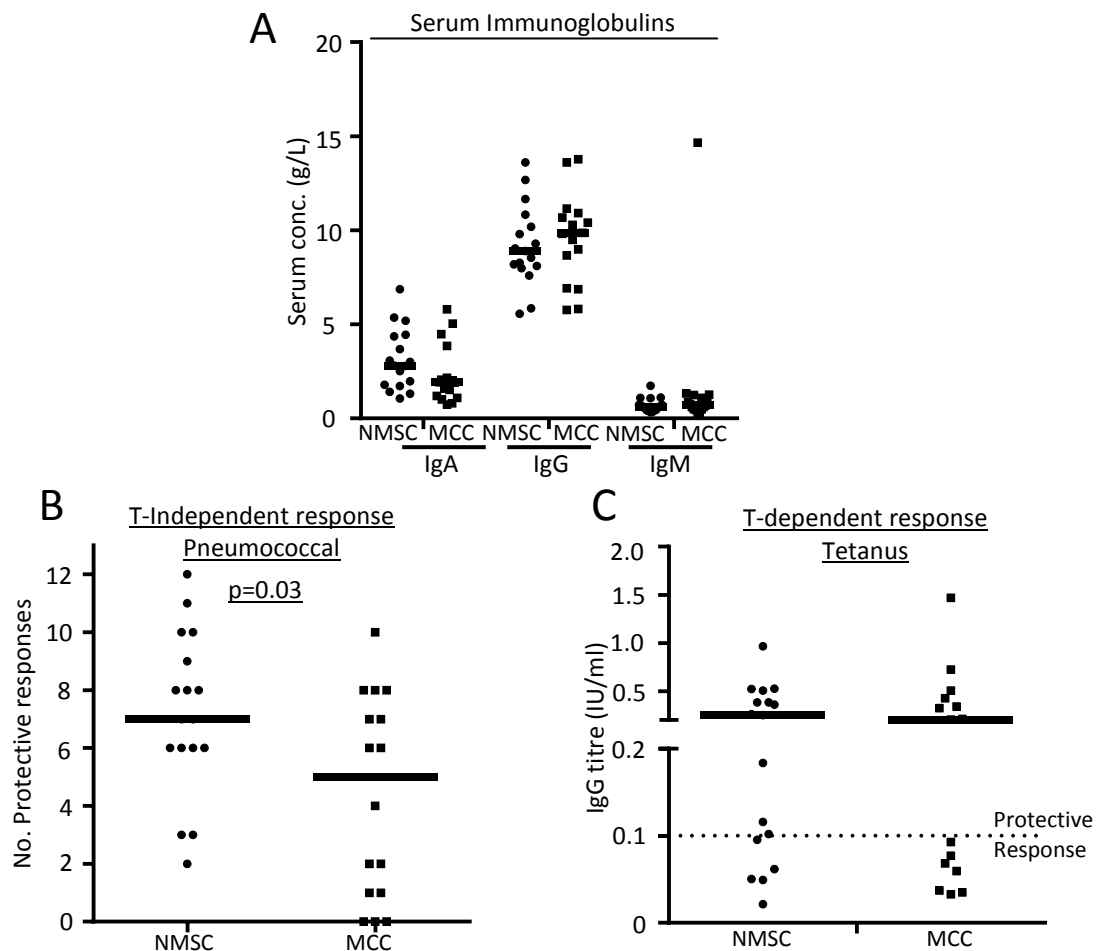 A
Serum Immunoglobulins
Serum conc. (g/L)
20
15
10
5
0
NMSC MCC NMSC MCC NMSC MCC
IgA IgG IgM
B
T-Independent response
Pneumococcal
p=0.03
No. Protective responses
12
10
8
6
4
2
0
NMSC MCC
C
T-dependent response
Tetanus
IgG titre (IU/ml)
2.0
1.5
1.0
0.5
0.2
0.1
0
Protective
Response
NMSC MCC